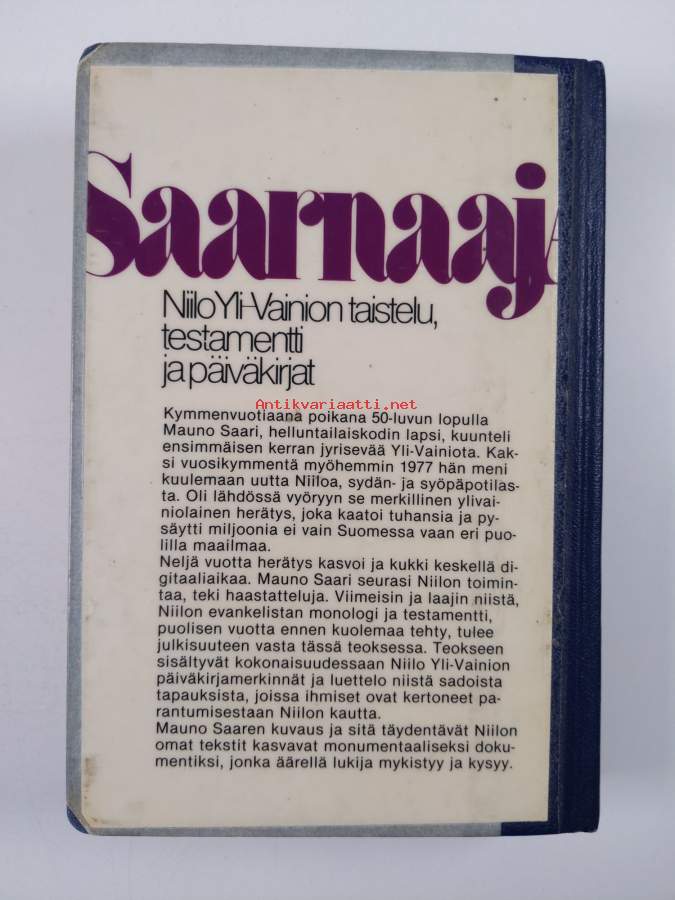 SaarnaajA
Niilo Yli-Vainion taistelu,
testamentti
ja päiväkirjat
Antikvariaatti.net
Kymmenvuotiaana poikana 50-luvun lopulla
Mauno Saari, helluntailaiskodin lapsi, kuunteli
ensimmäisen kerran jyrisevää Yli-Vainiota. Kak-
si vuosikymmentä myöhemmin 1977 hän meni
kuulemaan uutta Niiloa, sydän- ja syöpäpotilas-
ta. Oli lähdössä vyöryyn se merkillinen ylivai-
niolainen herätys, joka kaatoi tuhansia ja py-
säytti miljoonia ei vain Suomessa vaan eri puo-
lilla maailmaa.
Neljä vuotta herätys kasvoi ja kukki keskellä di-
gitaaliaikaa. Mauno Saari seurasi Niilon toimin-
taa, teki haastatteluja. Viimeisin ja laajin niistä,
Niilon evankelistan monologi ja testamentti,
puolisen vuotta ennen kuolemaa tehty, tulee
julkisuuteen vasta tässä teoksessa. Teokseen
sisältyvät kokonaisuudessaan Niilo Yli-Vainion
päiväkirjamerkinnät ja luettelo niistä sadoista
tapauksista, joissa ihmiset ovat kertoneet pa-
rantumisestaan Niilon kautta.
Mauno Saaren kuvaus ja sitä täydentävät Niilon
omat tekstit kasvavat monumentaaliseksi doku-
mentiksi, jonka äärellä lukija mykistyy ja kysyy.